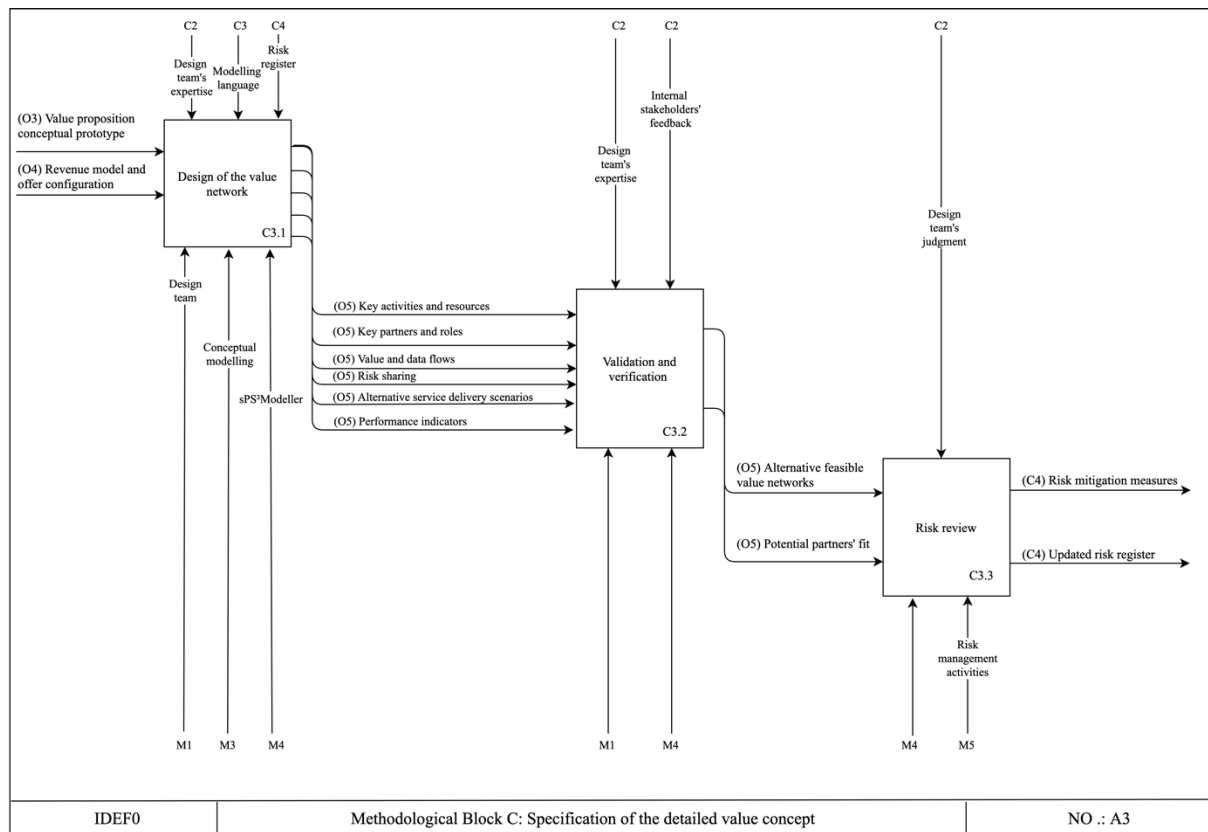 C2
C3
C4
C2
C2
C2
Design
team's
expertise
Modelling
language
Risk
register
(O3) Value proposition
conceptual prototype
(O4) Revenue model and
offer configuration
Design of the value
network
C3.1
Design
team
Conceptual
modelling
sPS²Modeller
Design
team's
expertise
Internal
stakeholders'
feedback
Design
team's
judgment
(O5) Key activities and resources
(O5) Key partners and roles
(O5) Value and data flows
(O5) Risk sharing
(O5) Alternative service delivery scenarios
(O5) Performance indicators
Validation and
verification
C3.2
(O5) Alternative feasible
value networks
(O5) Potential partners' fit
Risk review
C3.3
(C4) Risk mitigation measures
(C4) Updated risk register
Risk
management
activities
M1
M3
M4
M1
M4
M4
M5
IDEF0
Methodological Block C: Specification of the detailed value concept
NO .: A3